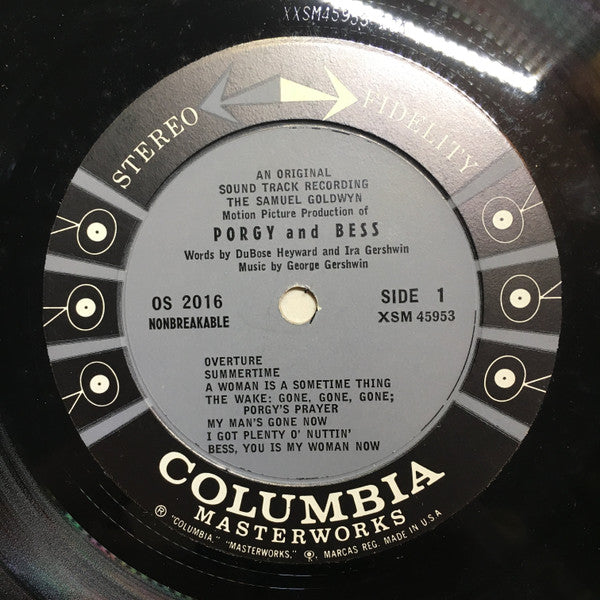 XXSM45953
STEREO FIDELITY
AN ORIGINAL
SOUND TRACK RECORDING
THE SAMUEL GOLDWYN
Motion Picture Production of
PORGY and BESS
Words by DuBose Heyward and Ira Gershwin
Music by George Gershwin
OS 2016
NONBREAKABLE
SIDE 1
XSM 45953
OVERTURE
SUMMERTIME
A WOMAN IS A SOMETIME THING
THE WAKE: GONE, GONE, GONE;
PORGY'S PRAYER
MY MAN'S GONE NOW
I GOT PLENTY O' NUTTIN'
BESS, YOU IS MY WOMAN NOW
COLUMBIA
MASTERWORKS
® "COLUMBIA," "MASTERWORKS," MARCAS REG. MADE IN U.S.A.